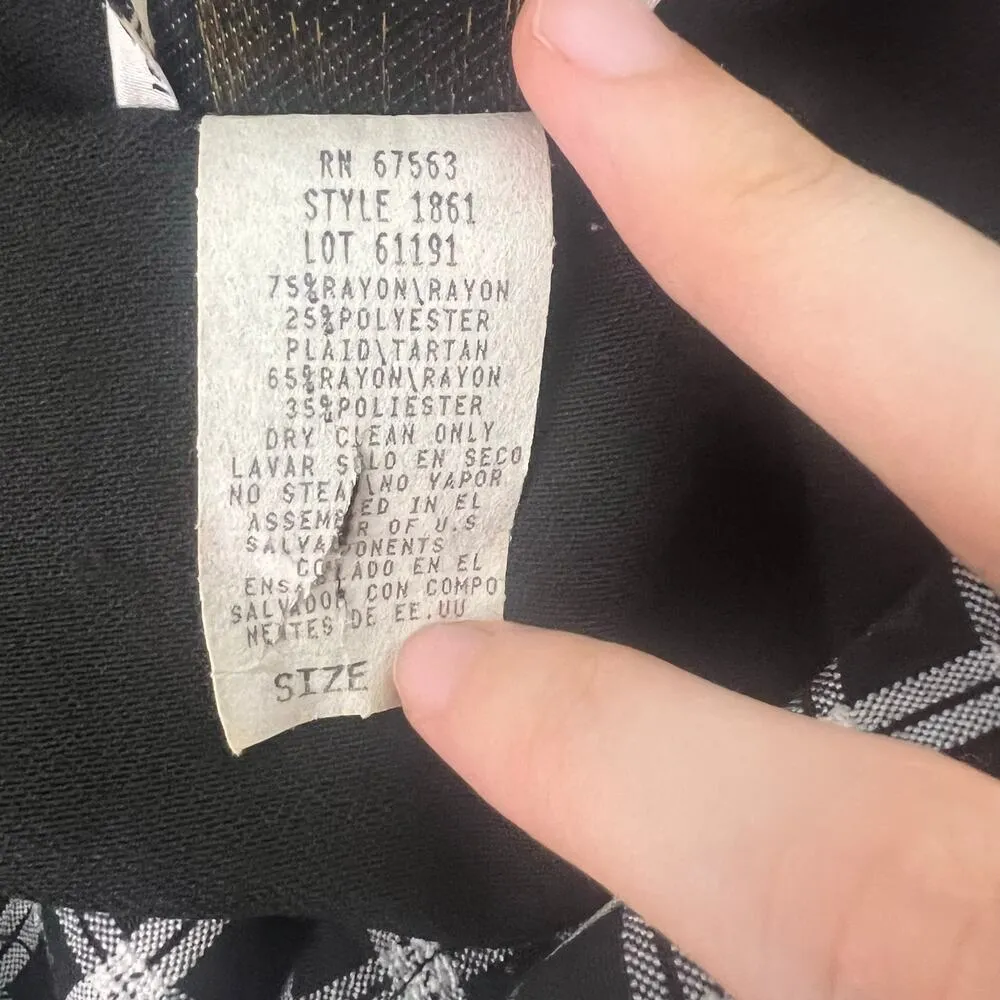 RN 67563
STYLE 1861
LOT 61191
75%RAYON\RAYON
25%POLYESTER
PLAID\TARTAN
65%RAYON\RAYON
35%POLIESTER
DRY CLEAN ONLY
LAVAR SOLO EN SECO
NO STEAM\NO VAPOR
IN EL
OF U.S
EN EL
SALVADOR CON COMPO
NENTES DE EE.UU
SIZE